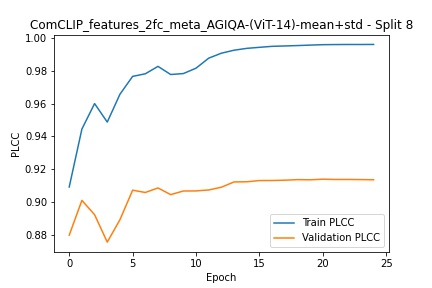 ComCLIP_features_2fc_meta_AGIQA-(ViT-14)-mean+std - Split 8
1.00
0.98
0.96
0.94
0.92
0.90
0.88
PLCC
Train PLCC
Validation PLCC
0 5 10 15 20 25
Epoch